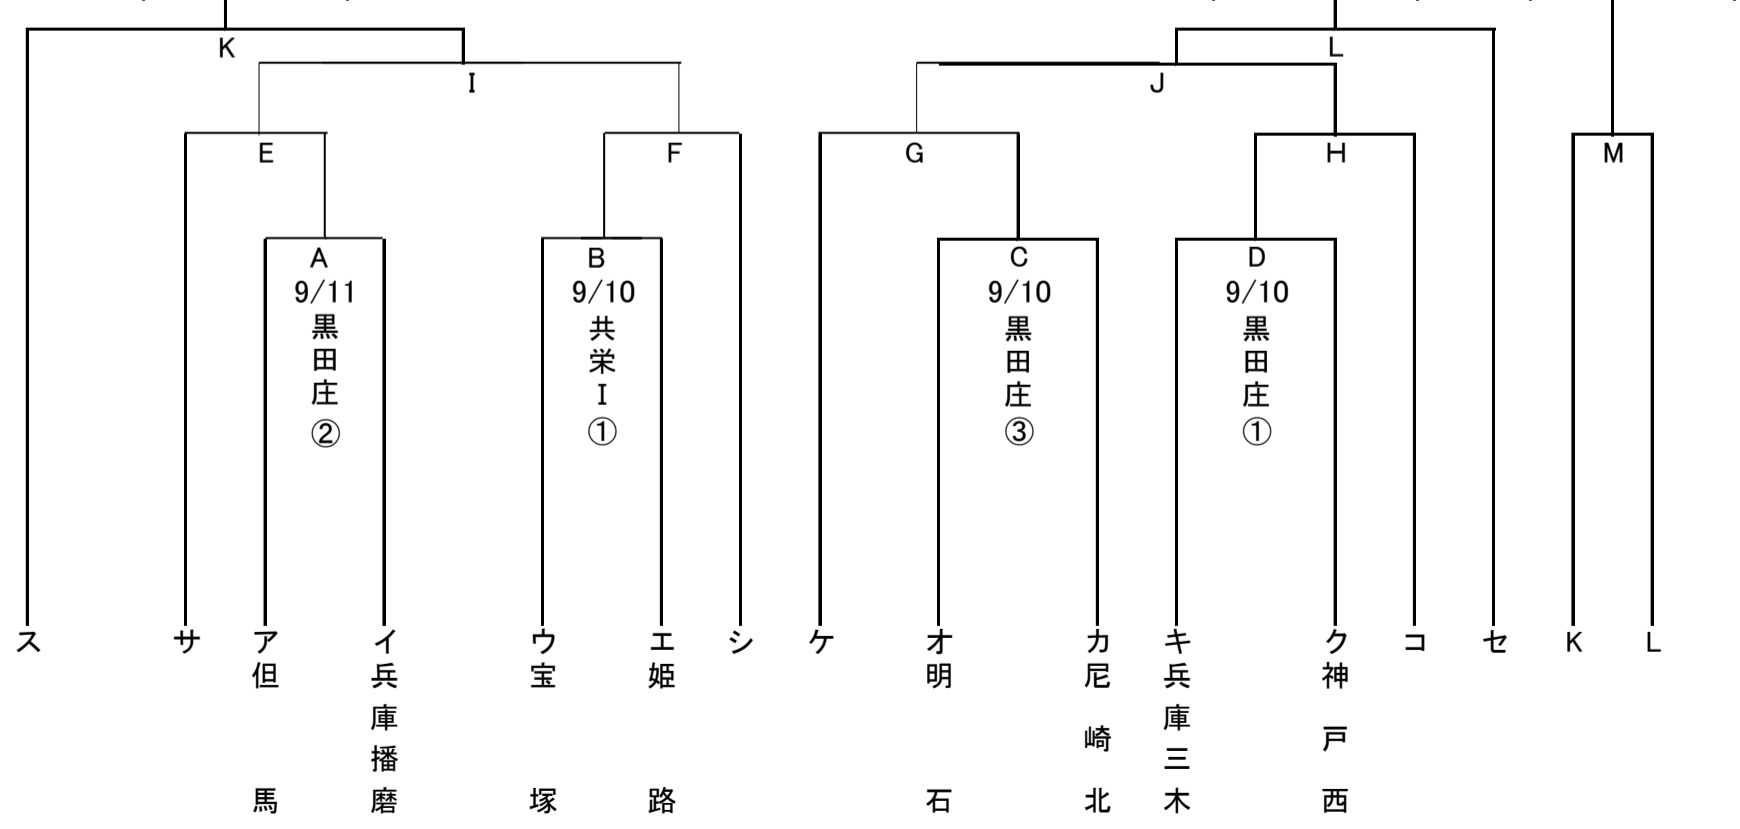 K
L
I
J
E
F
G
H
M
A
9/11
黒田庄
②
B
9/10
共栄I
①
C
9/10
黒田庄
③
D
9/10
黒田庄
①
ス
サ
ア但馬
イ兵庫播磨
ウ宝塚
エ姫路
シ
ケ
オ明石
カ尼崎北
キ兵庫三木
ク神戸西
コ
セ
K
L